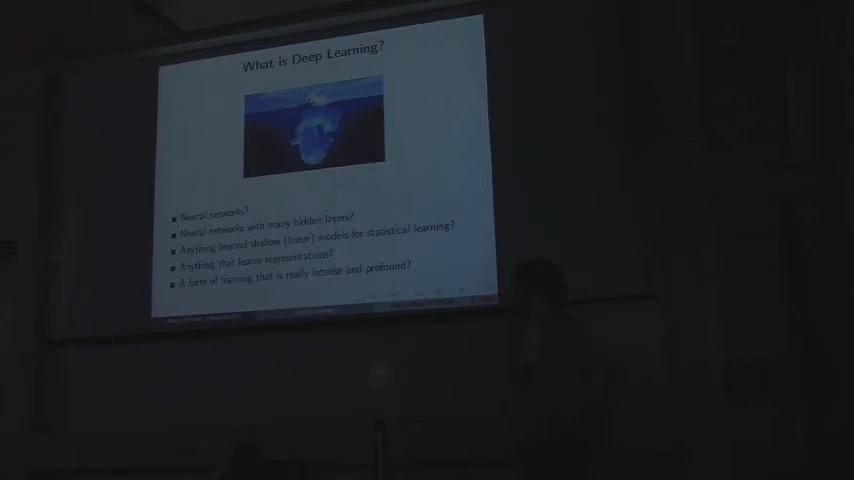 What is Deep Learning?
Neural networks?
Neural networks with many hidden layers?
Anything beyond shallow (linear) models for statistical learning?
Anything that learns representations?
A form of learning that is really intense and profound?